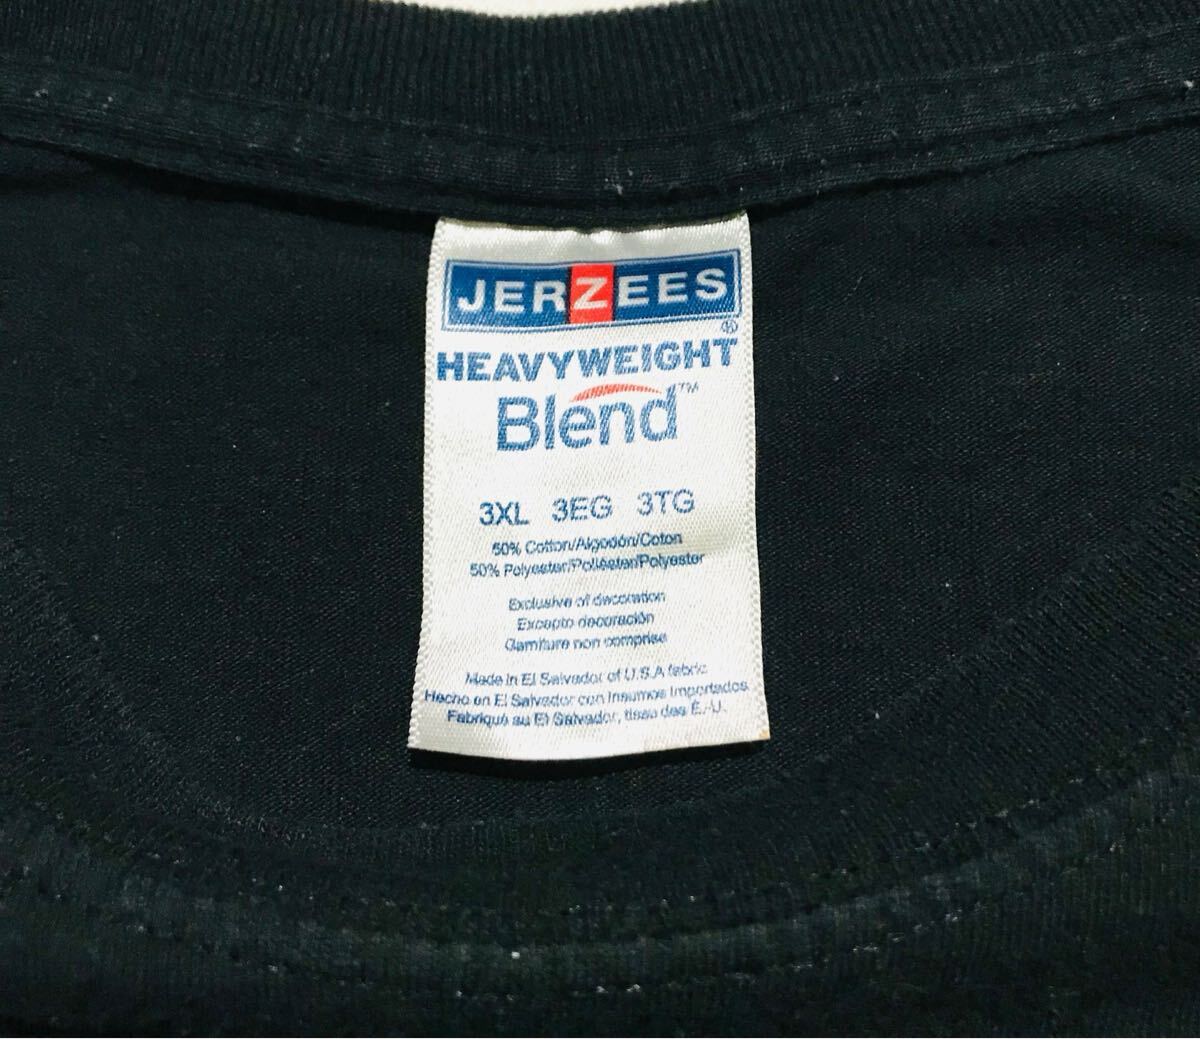 JERZEES
®
HEAVYWEIGHT
Blend™
3XL 3EG 3TG
50% Cotton/Algodón/Coton
50% Polyester/Poliéster/Polyester
Exclusive of decoration
Excepto decoración
Garniture non comprise
Made in El Salvador of U.S.A fabric
Hecho en El Salvador con Insumos Importados
Fabriqué au El Salvador, tissu des É.-U.